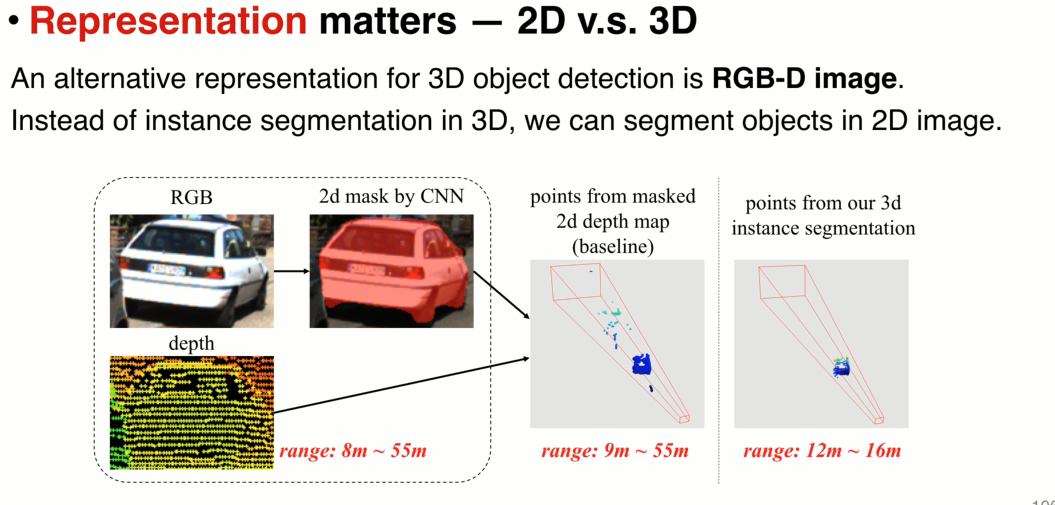 • Representation matters — 2D v.s. 3D
An alternative representation for 3D object detection is RGB-D image.
Instead of instance segmentation in 3D, we can segment objects in 2D image.
RGB
2d mask by CNN
depth
range: 8m ~ 55m
points from masked
2d depth map
(baseline)
range: 9m ~ 55m
points from our 3d
instance segmentation
range: 12m ~ 16m